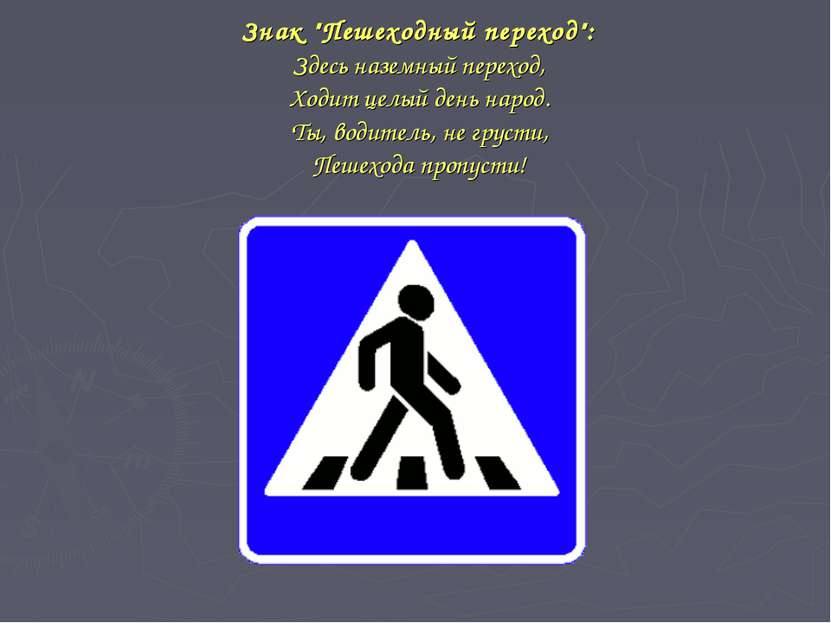 Знак "Пешеходный переход":
Здесь наземный переход,
Ходит целый день народ.
Ты, водитель, не грусти,
Пешехода пропусти!